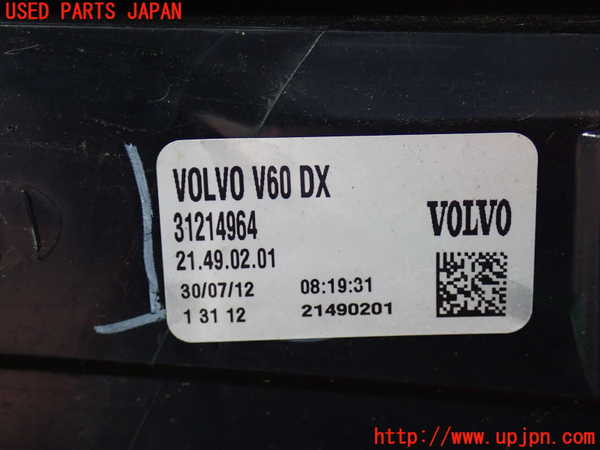 USED PARTS JAPAN
VOLVO V60 DX
31214964
VOLVO
21.49.02.01
30/07/12 08:19:31
1 31 12 21490201
http://www.upjpn.com/